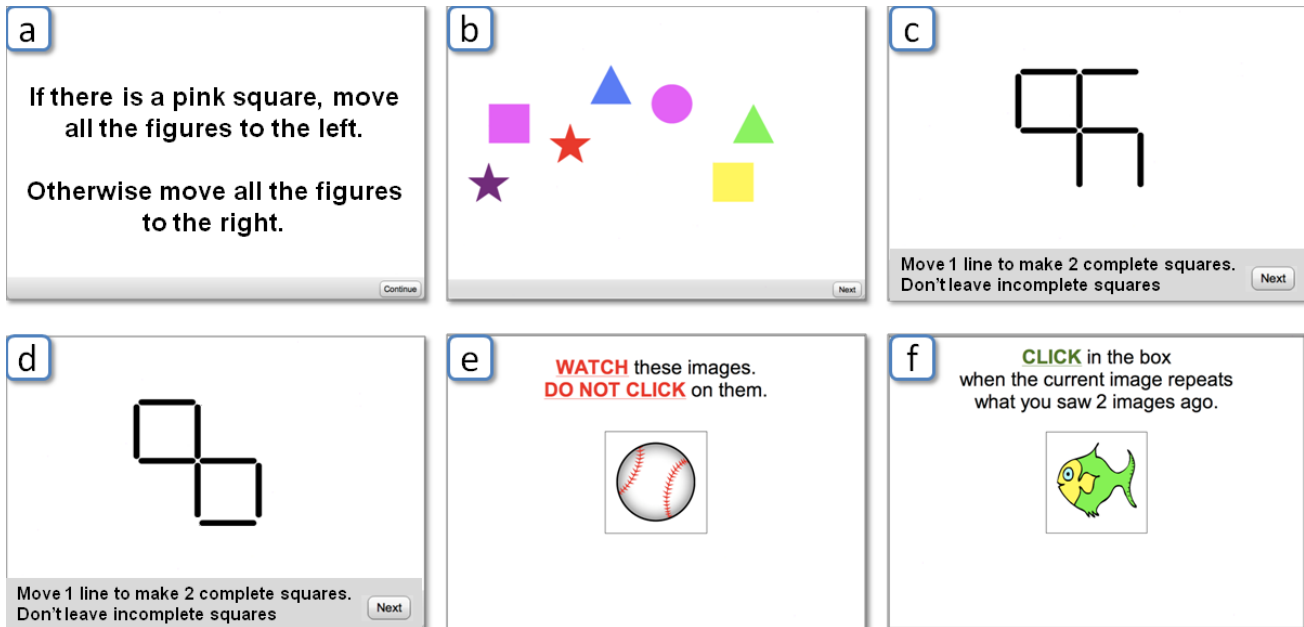 a
If there is a pink square, move
all the figures to the left.
Otherwise move all the figures
to the right.
Continue
b
Next
c
Move 1 line to make 2 complete squares.
Don't leave incomplete squares
Next
d
Move 1 line to make 2 complete squares.
Don't leave incomplete squares
Next
e
WATCH these images.
DO NOT CLICK on them.
f
CLICK in the box
when the current image repeats
what you saw 2 images ago.